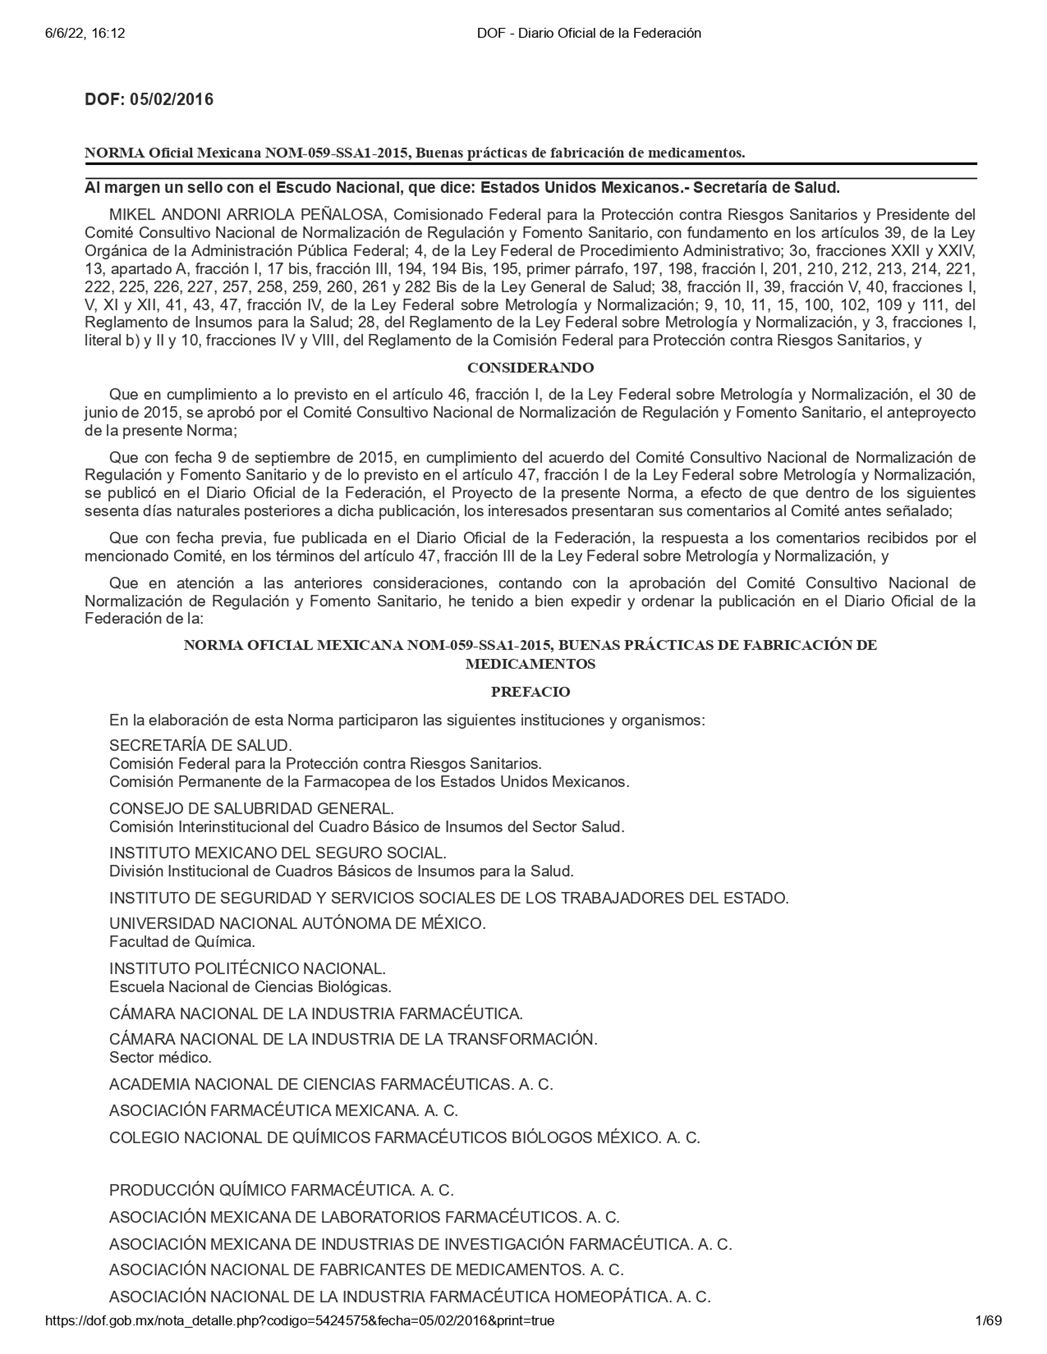 6/6/22, 16:12
DOF - Diario Oficial de la Federación
DOF: 05/02/2016
NORMA Oficial Mexicana NOM-059-SSA1-2015, Buenas prácticas de fabricación de medicamentos.
Al margen un sello con el Escudo Nacional, que dice: Estados Unidos Mexicanos.- Secretaría de Salud.
MIKEL ANDONI ARRIOLA PEÑALOSA, Comisionado Federal para la Protección contra Riesgos Sanitarios y Presidente del
Comité Consultivo Nacional de Normalización de Regulación y Fomento Sanitario, con fundamento en los artículos 39, de la Ley
Orgánica de la Administración Pública Federal; 4, de la Ley Federal de Procedimiento Administrativo; 3o, fracciones XXII y XXIV,
13, apartado A, fracción I, 17 bis, fracción III, 194, 194 Bis, 195, primer párrafo, 197, 198, fracción I, 201, 210, 212, 213, 214, 221,
222, 225, 226, 227, 257, 258, 259, 260, 261 y 282 Bis de la Ley General de Salud; 38, fracción II, 39, fracción V, 40, fracciones I,
V, XI y XII, 41, 43, 47, fracción IV, de la Ley Federal sobre Metrología y Normalización; 9, 10, 11, 15, 100, 102, 109 y 111, del
Reglamento de Insumos para la Salud; 28, del Reglamento de la Ley Federal sobre Metrología y Normalización, y 3, fracciones I,
literal b) y II y 10, fracciones IV y VIII, del Reglamento de la Comisión Federal para Protección contra Riesgos Sanitarios, y
CONSIDERANDO
Que en cumplimiento a lo previsto en el artículo 46, fracción I, de la Ley Federal sobre Metrología y Normalización, el 30 de
junio de 2015, se aprobó por el Comité Consultivo Nacional de Normalización de Regulación y Fomento Sanitario, el anteproyecto
de la presente Norma;
Que con fecha 9 de septiembre de 2015, en cumplimiento del acuerdo del Comité Consultivo Nacional de Normalización de
Regulación y Fomento Sanitario y de lo previsto en el artículo 47, fracción I de la Ley Federal sobre Metrología y Normalización,
se publicó en el Diario Oficial de la Federación, el Proyecto de la presente Norma, a efecto de que dentro de los siguientes
sesenta días naturales posteriores a dicha publicación, los interesados presentaran sus comentarios al Comité antes señalado;
Que con fecha previa, fue publicada en el Diario Oficial de la Federación, la respuesta a los comentarios recibidos por el
mencionado Comité, en los términos del artículo 47, fracción III de la Ley Federal sobre Metrología y Normalización, y
Que en atención a las anteriores consideraciones, contando con la aprobación del Comité Consultivo Nacional de
Normalización de Regulación y Fomento Sanitario, he tenido a bien expedir y ordenar la publicación en el Diario Oficial de la
Federación de la:
NORMA OFICIAL MEXICANA NOM-059-SSA1-2015, BUENAS PRÁCTICAS DE FABRICACIÓN DE
MEDICAMENTOS
PREFACIO
En la elaboración de esta Norma participaron las siguientes instituciones y organismos:
SECRETARÍA DE SALUD.
Comisión Federal para la Protección contra Riesgos Sanitarios.
Comisión Permanente de la Farmacopea de los Estados Unidos Mexicanos.
CONSEJO DE SALUBRIDAD GENERAL.
Comisión Interinstitucional del Cuadro Básico de Insumos del Sector Salud.
INSTITUTO MEXICANO DEL SEGURO SOCIAL.
División Institucional de Cuadros Básicos de Insumos para la Salud.
INSTITUTO DE SEGURIDAD Y SERVICIOS SOCIALES DE LOS TRABAJADORES DEL ESTADO.
UNIVERSIDAD NACIONAL AUTÓNOMA DE MÉXICO.
Facultad de Química.
INSTITUTO POLITÉCNICO NACIONAL.
Escuela Nacional de Ciencias Biológicas.
CÁMARA NACIONAL DE LA INDUSTRIA FARMACÉUTICA.
CÁMARA NACIONAL DE LA INDUSTRIA DE LA TRANSFORMACIÓN.
Sector médico.
ACADEMIA NACIONAL DE CIENCIAS FARMACÉUTICAS. A. C.
ASOCIACIÓN FARMACÉUTICA MEXICANA. A. C.
COLEGIO NACIONAL DE QUÍMICOS FARMACÉUTICOS BIÓLOGOS MÉXICO. A. C.
PRODUCCIÓN QUÍMICO FARMACÉUTICA. A. C.
ASOCIACIÓN MEXICANA DE LABORATORIOS FARMACÉUTICOS. A. C.
ASOCIACIÓN MEXICANA DE INDUSTRIAS DE INVESTIGACIÓN FARMACÉUTICA. A. C.
ASOCIACIÓN NACIONAL DE FABRICANTES DE MEDICAMENTOS. A. C.
ASOCIACIÓN NACIONAL DE LA INDUSTRIA FARMACÉUTICA HOMEOPÁTICA. A. C.
https://dof.gob.mx/nota_detalle.php?codigo=5424575&fecha=05/02/2016&print=true
1/69